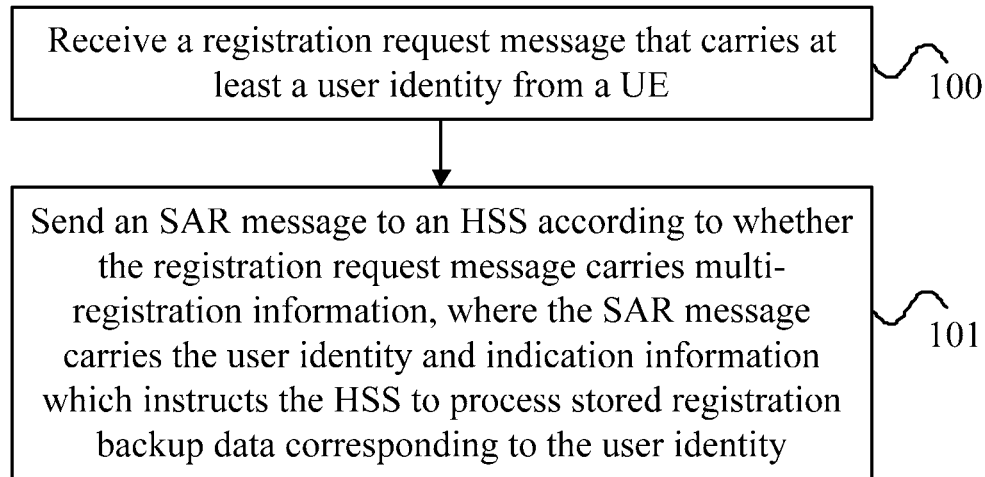 Receive a registration request message that carries at
least a user identity from a UE
100
Send an SAR message to an HSS according to whether
the registration request message carries multi-
registration information, where the SAR message
carries the user identity and indication information
which instructs the HSS to process stored registration
backup data corresponding to the user identity
101